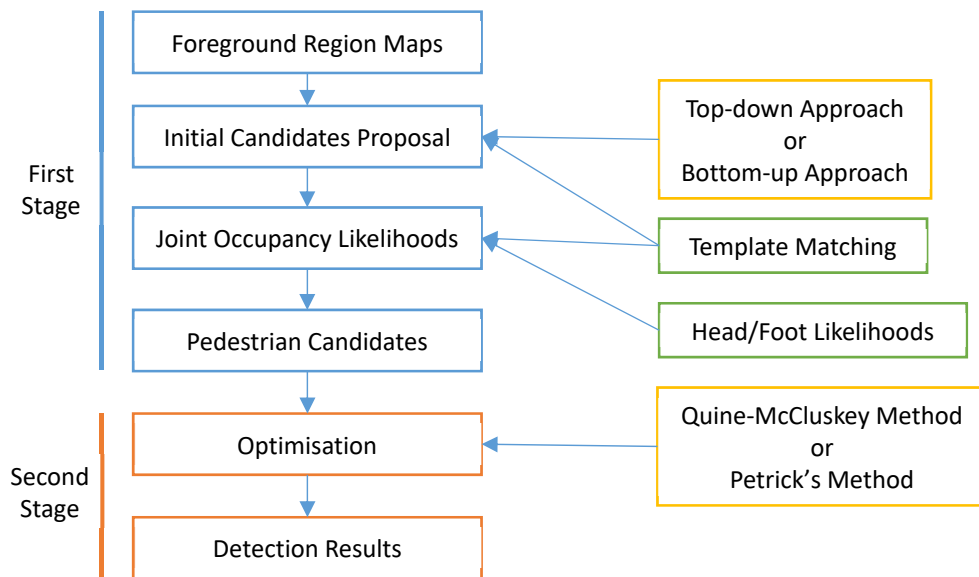 Foreground Region Maps
Initial Candidates Proposal
Joint Occupancy Likelihoods
Pedestrian Candidates
First
Stage
Top-down Approach
or
Bottom-up Approach
Template Matching
Head/Foot Likelihoods
Optimisation
Detection Results
Second
Stage
Quine-McCluskey Method
or
Petrick's Method